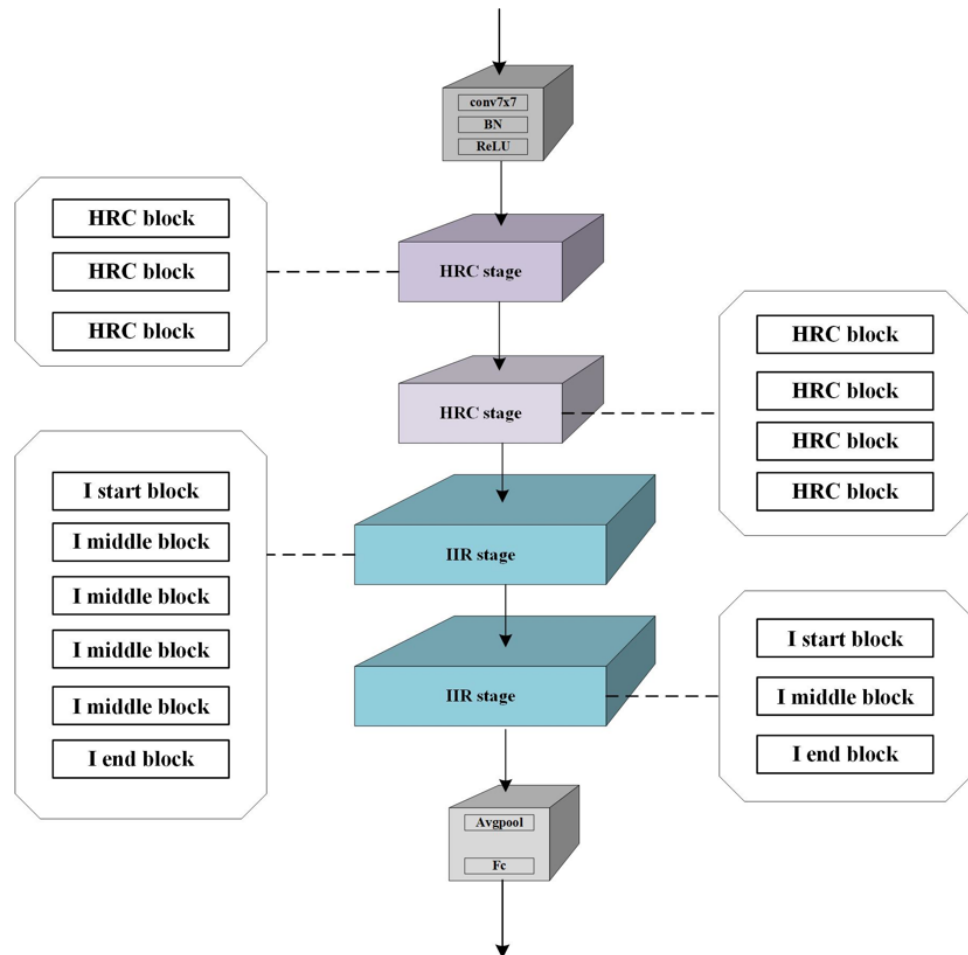 conv7x7
BN
ReLU
HRC block
HRC block
HRC block
HRC stage
HRC stage
HRC block
HRC block
HRC block
HRC block
I start block
I middle block
I middle block
I middle block
I middle block
I end block
IIR stage
IIR stage
I start block
I middle block
I end block
Avgpool
Fc